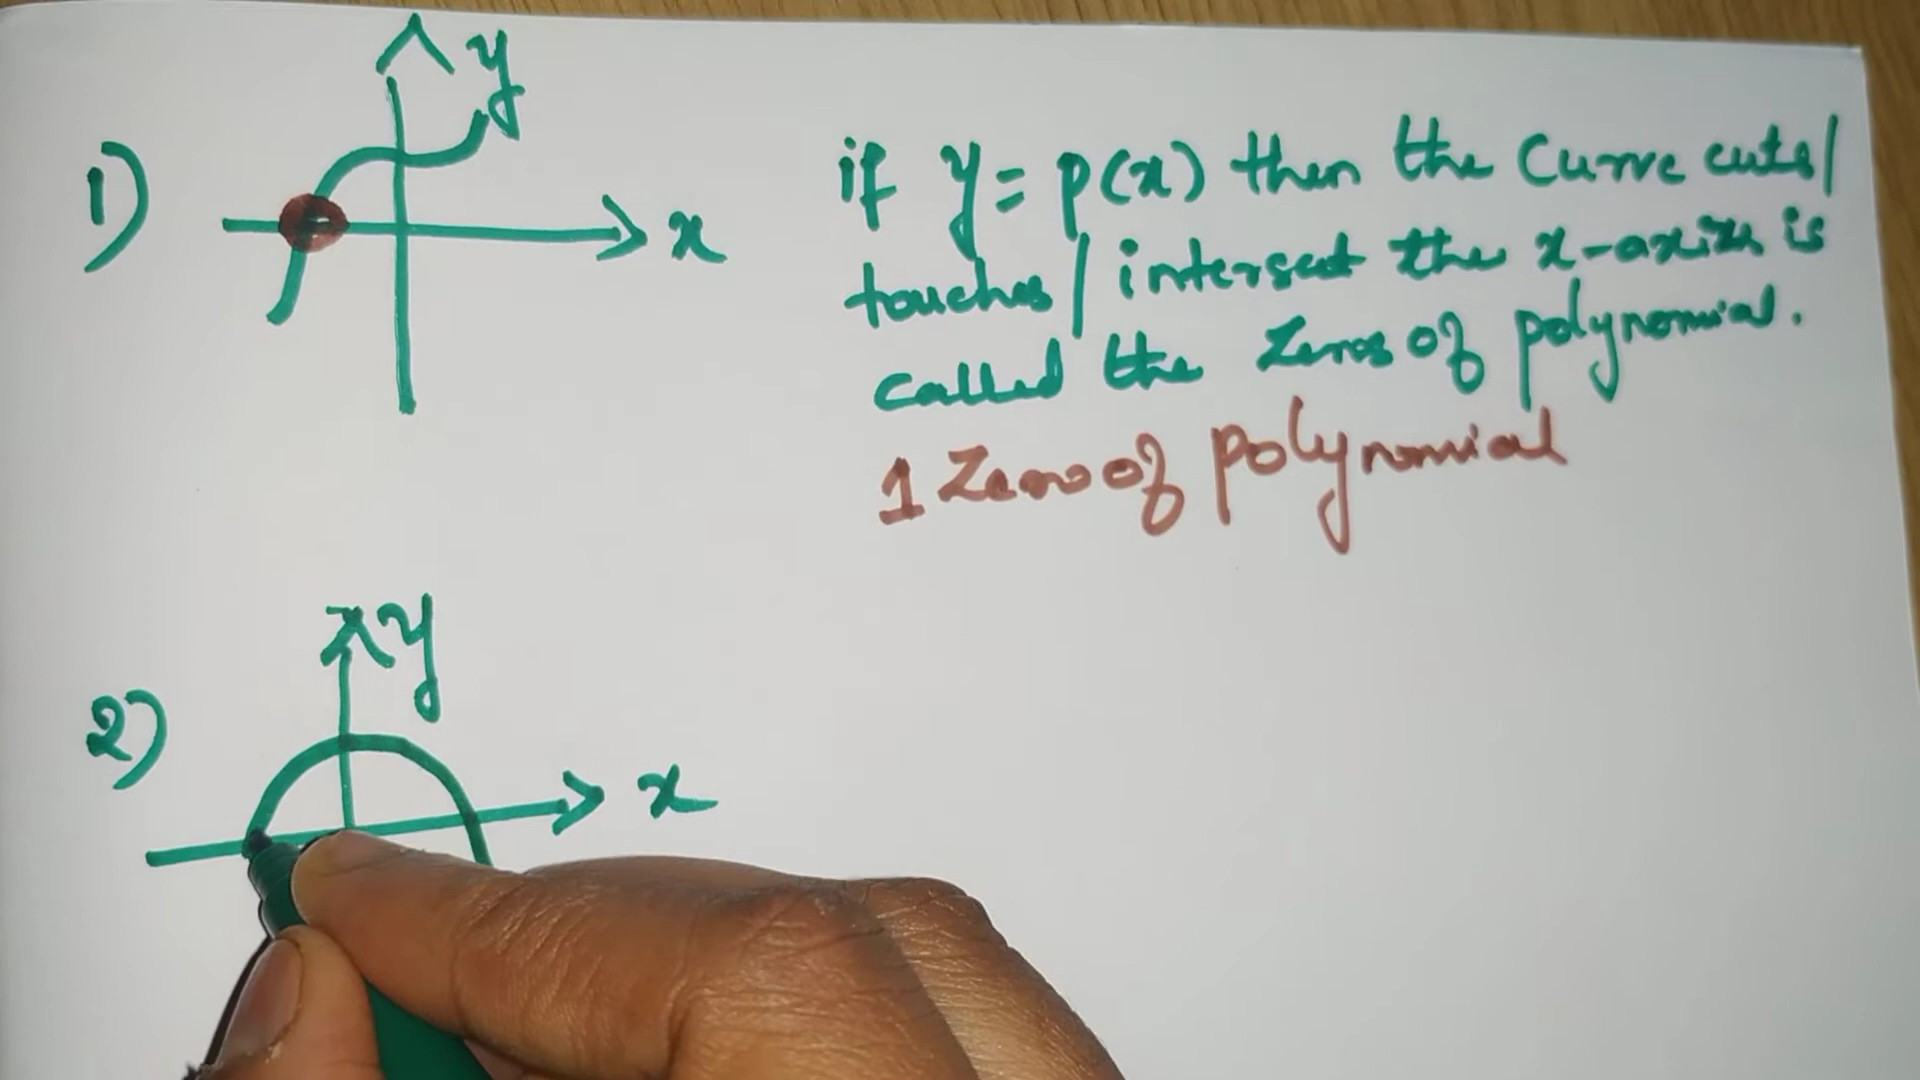 y
1)
x
if y = p(x) then the curve cuts/
touches/ intersect the x-axis is
called the zeros of polynomial.
1 Zero of polynomial
y
2)
x